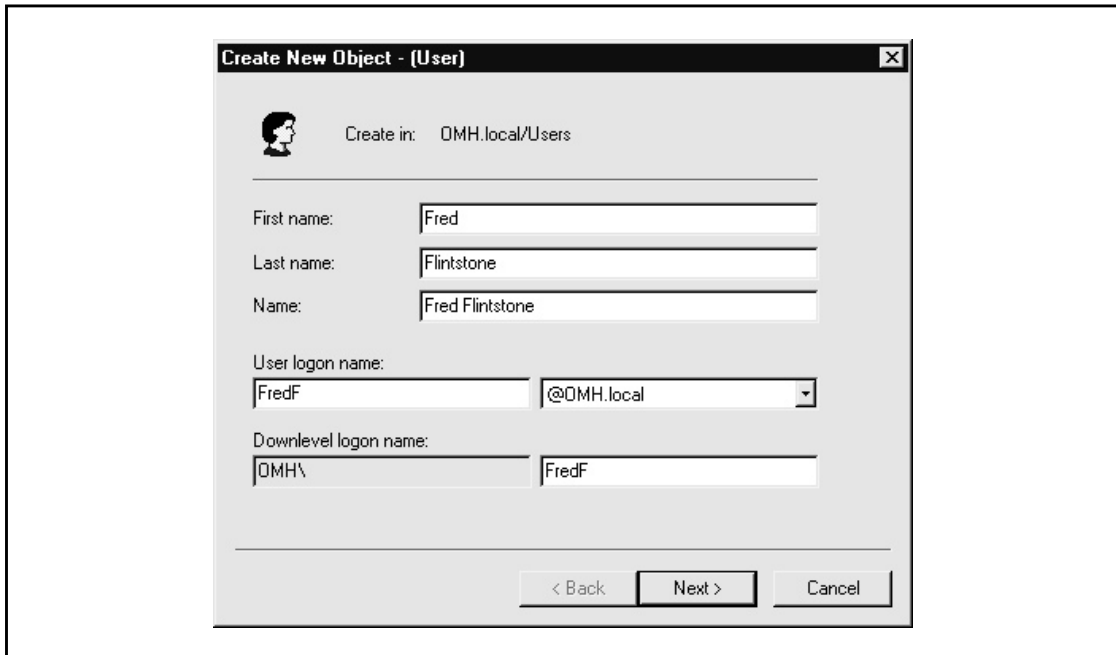 Create New Object - (User)
Create in: OMH.local/Users
First name: Fred
Last name: Flintstone
Name: Fred Flintstone
User logon name:
FredF @OMH.local
Downlevel logon name:
OMH\ FredF
< Back Next > Cancel